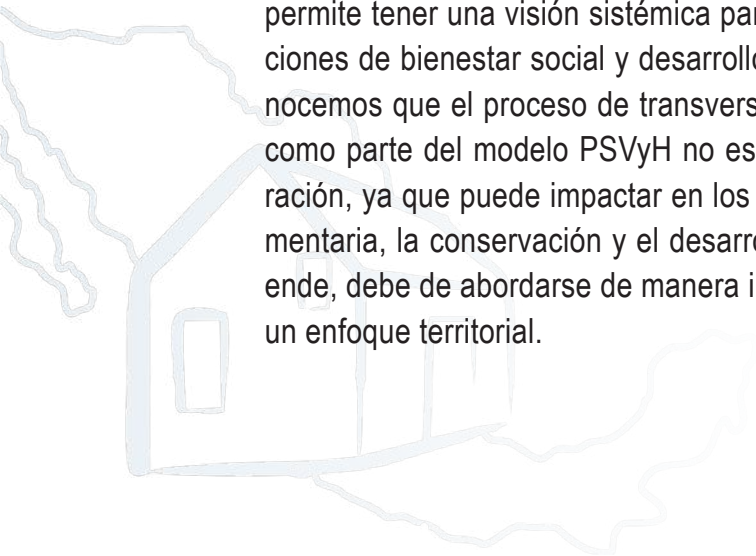 permite tener una visión sistémica par
ciones de bienestar social y desarroll
nocemos que el proceso de transvers
como parte del modelo PSVyH no es
ración, ya que puede impactar en los
mentaria, la conservación y el desarr
ende, debe de abordarse de manera i
un enfoque territorial.